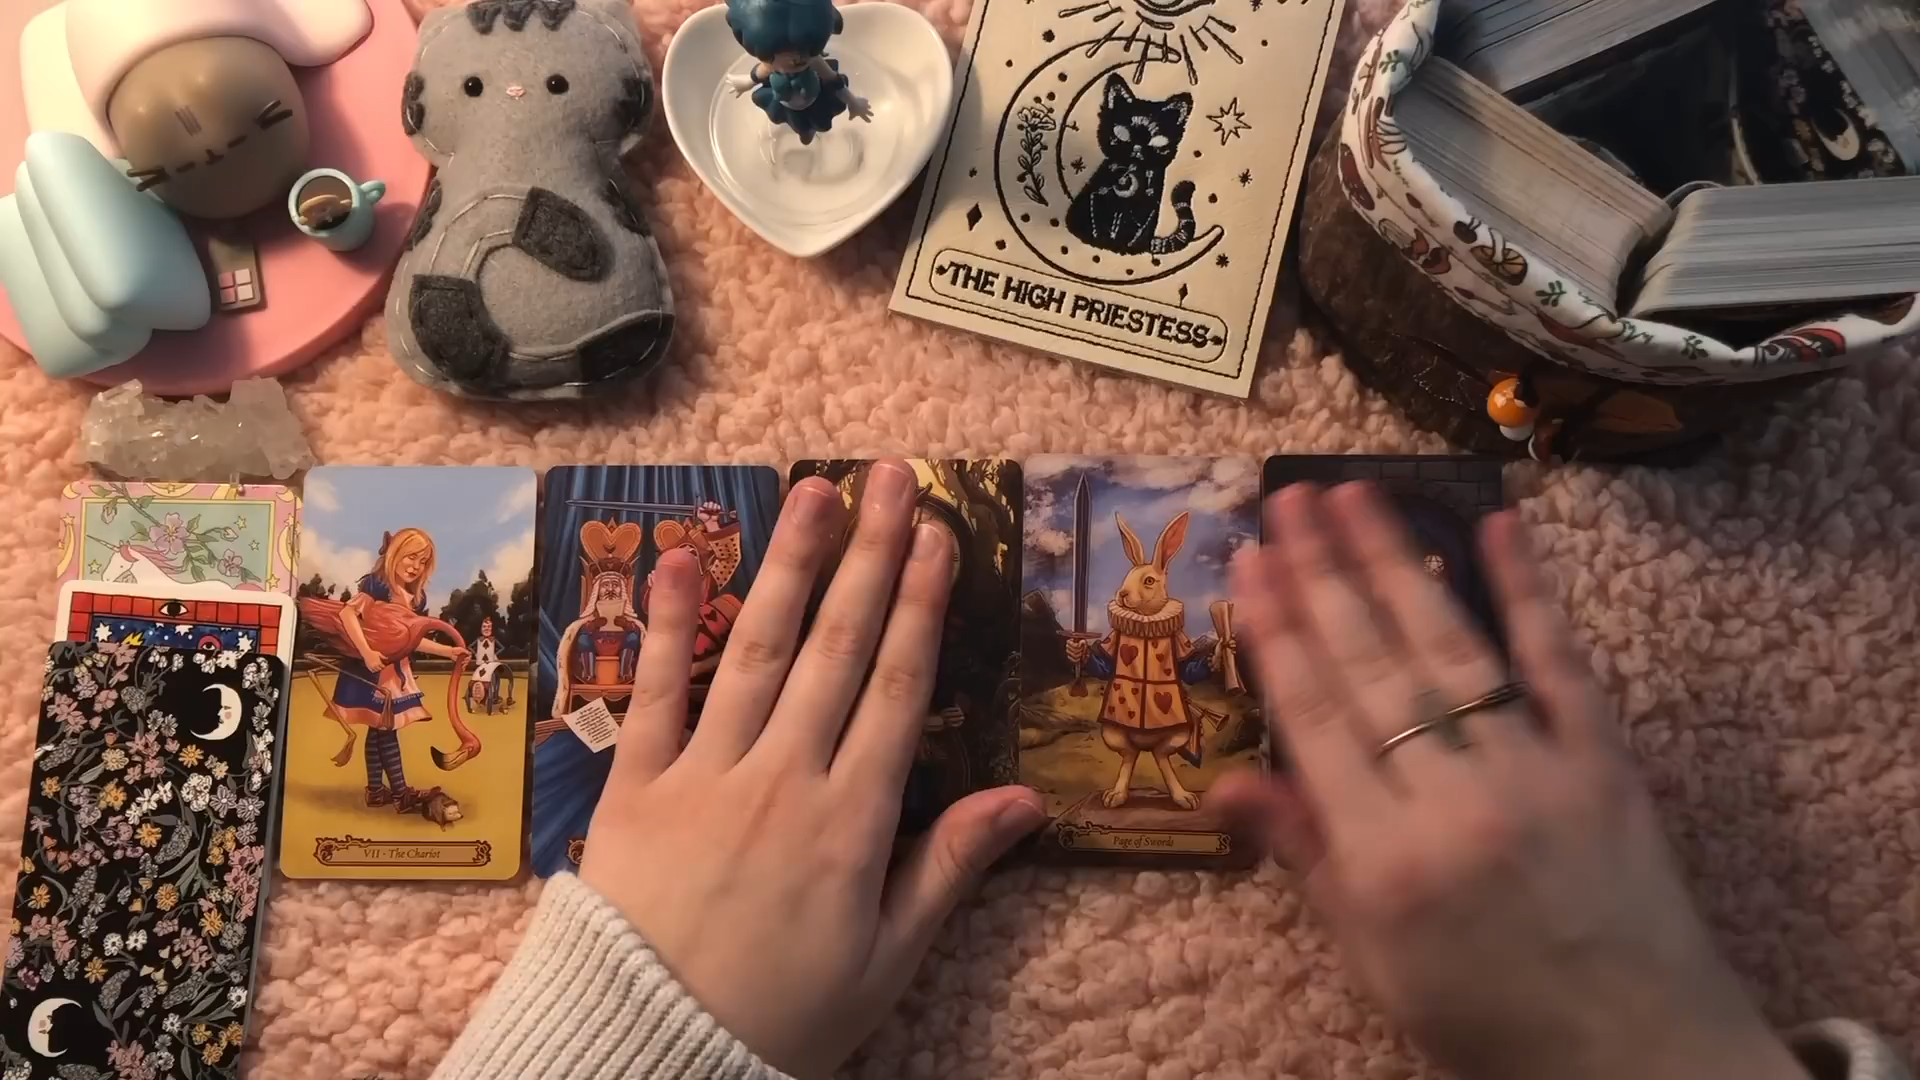 THE HIGH PRIESTESS
VII - The Chariot
Page of Swords